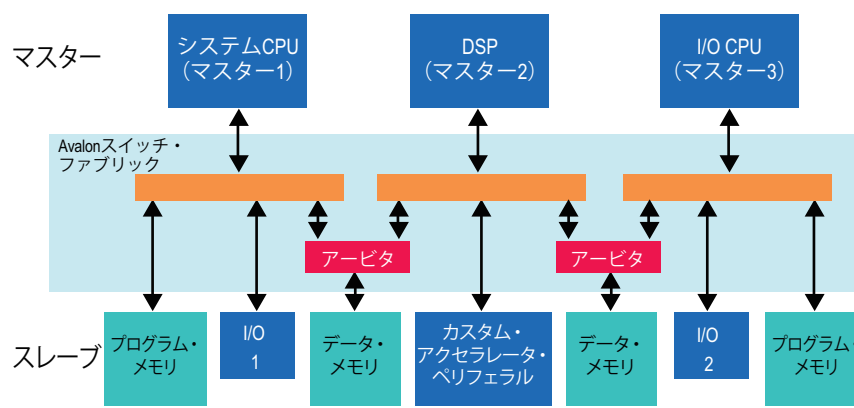 マスター
システムCPU
（マスター1）
DSP
（マスター2）
I/O CPU
（マスター3）
Avalonスイッチ・
ファブリック
アービタ
アービタ
スレーブ
プログラム・
メモリ
I/O
1
データ・
メモリ
カスタム・
アクセラレータ・
ペリフェラル
データ・
メモリ
I/O
2
プログラム・
メモリ